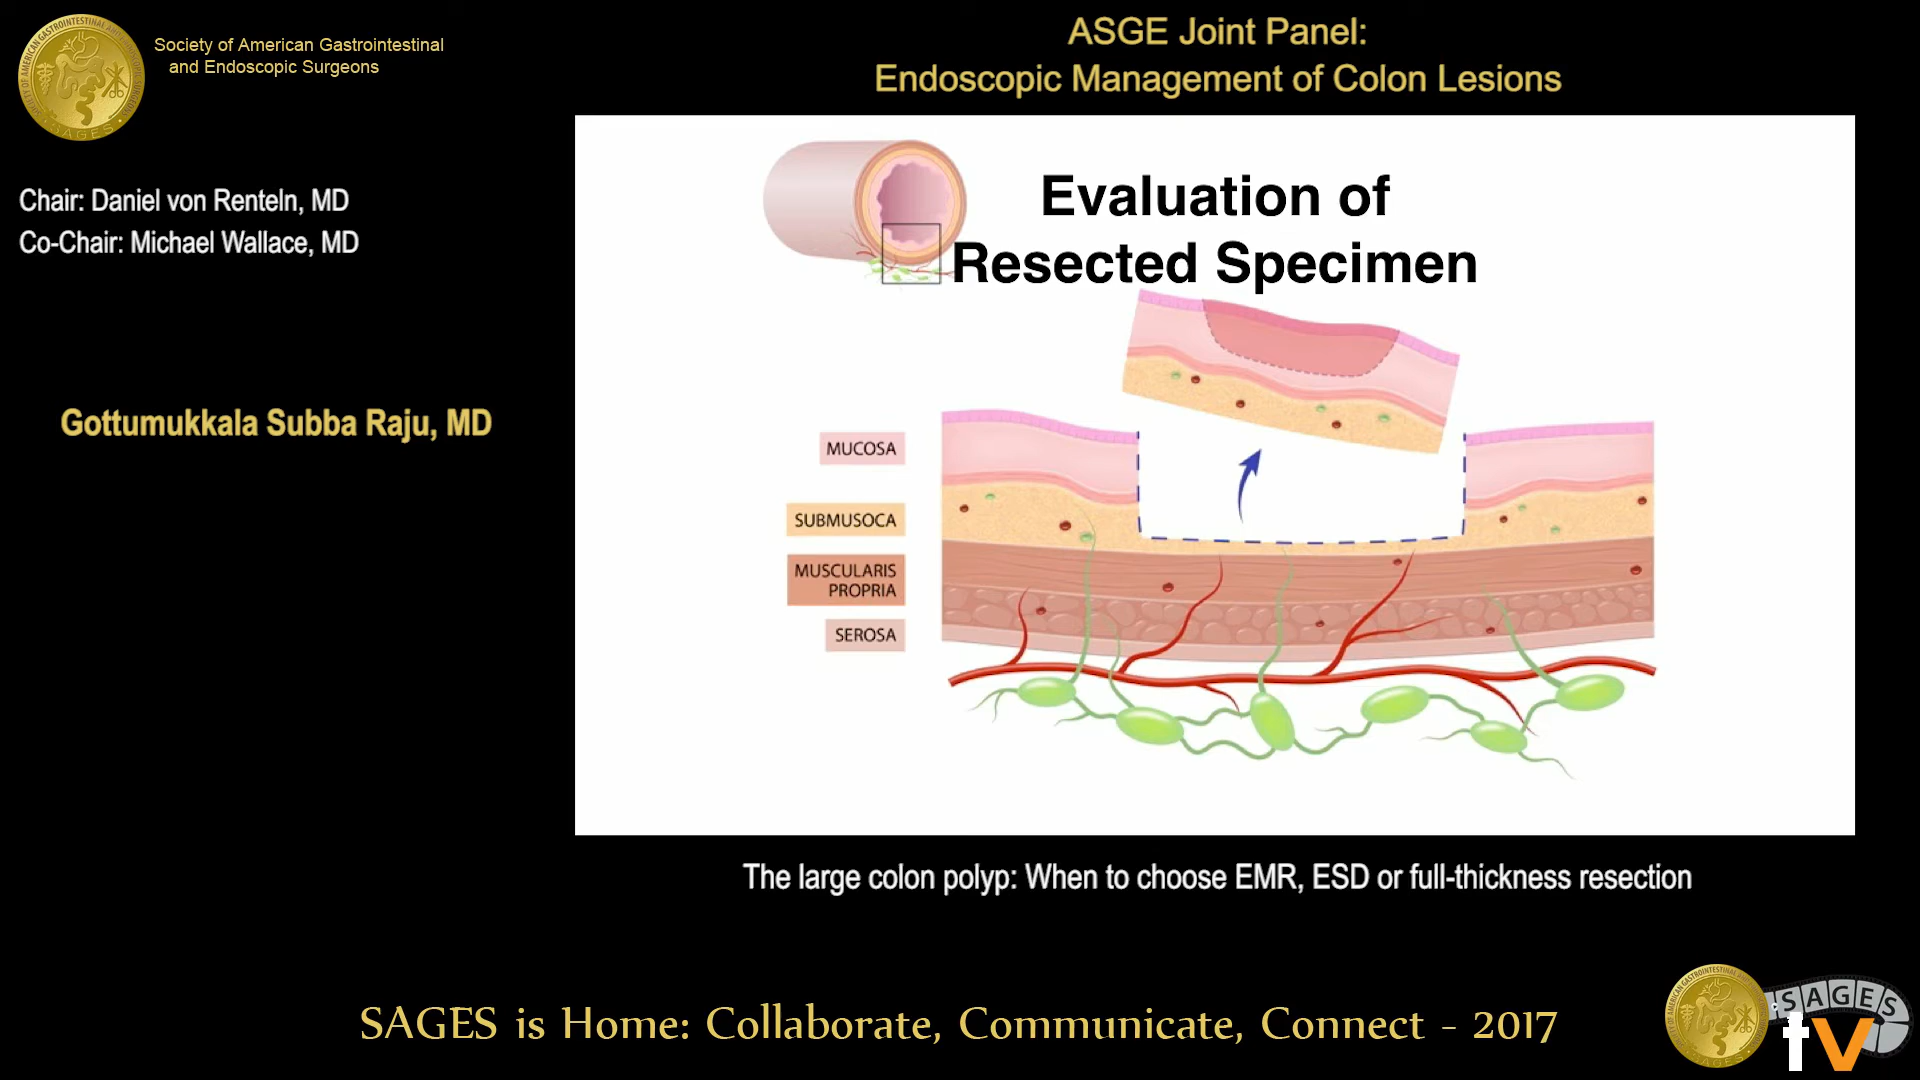 Society of American Gastrointestinal
and Endoscopic Surgeons
ASGE Joint Panel:
Endoscopic Management of Colon Lesions
Chair: Daniel von Renteln, MD
Co-Chair: Michael Wallace, MD
Gottumukkala Subba Raju, MD
Evaluation of
Resected Specimen
MUCOSA
SUBMUSOCA
MUSCULARIS
PROPRIA
SEROSA
The large colon polyp: When to choose EMR, ESD or full-thickness resection
SAGES is Home: Collaborate, Communicate, Connect - 2017
SAGES
tv